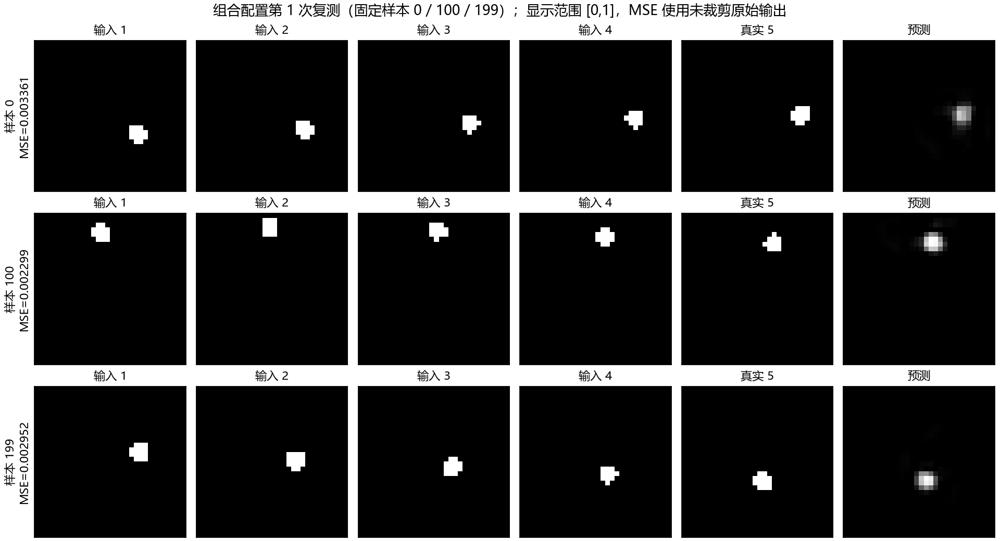 组合配置第 1 次复测（固定样本 0 / 100 / 199）；显示范围 [0,1]，MSE 使用未裁剪原始输出
输入 1 输入 2 输入 3 输入 4 真实 5 预测
样本 0
MSE=0.003361
输入 1 输入 2 输入 3 输入 4 真实 5 预测
样本 100
MSE=0.002299
输入 1 输入 2 输入 3 输入 4 真实 5 预测
样本 199
MSE=0.002952